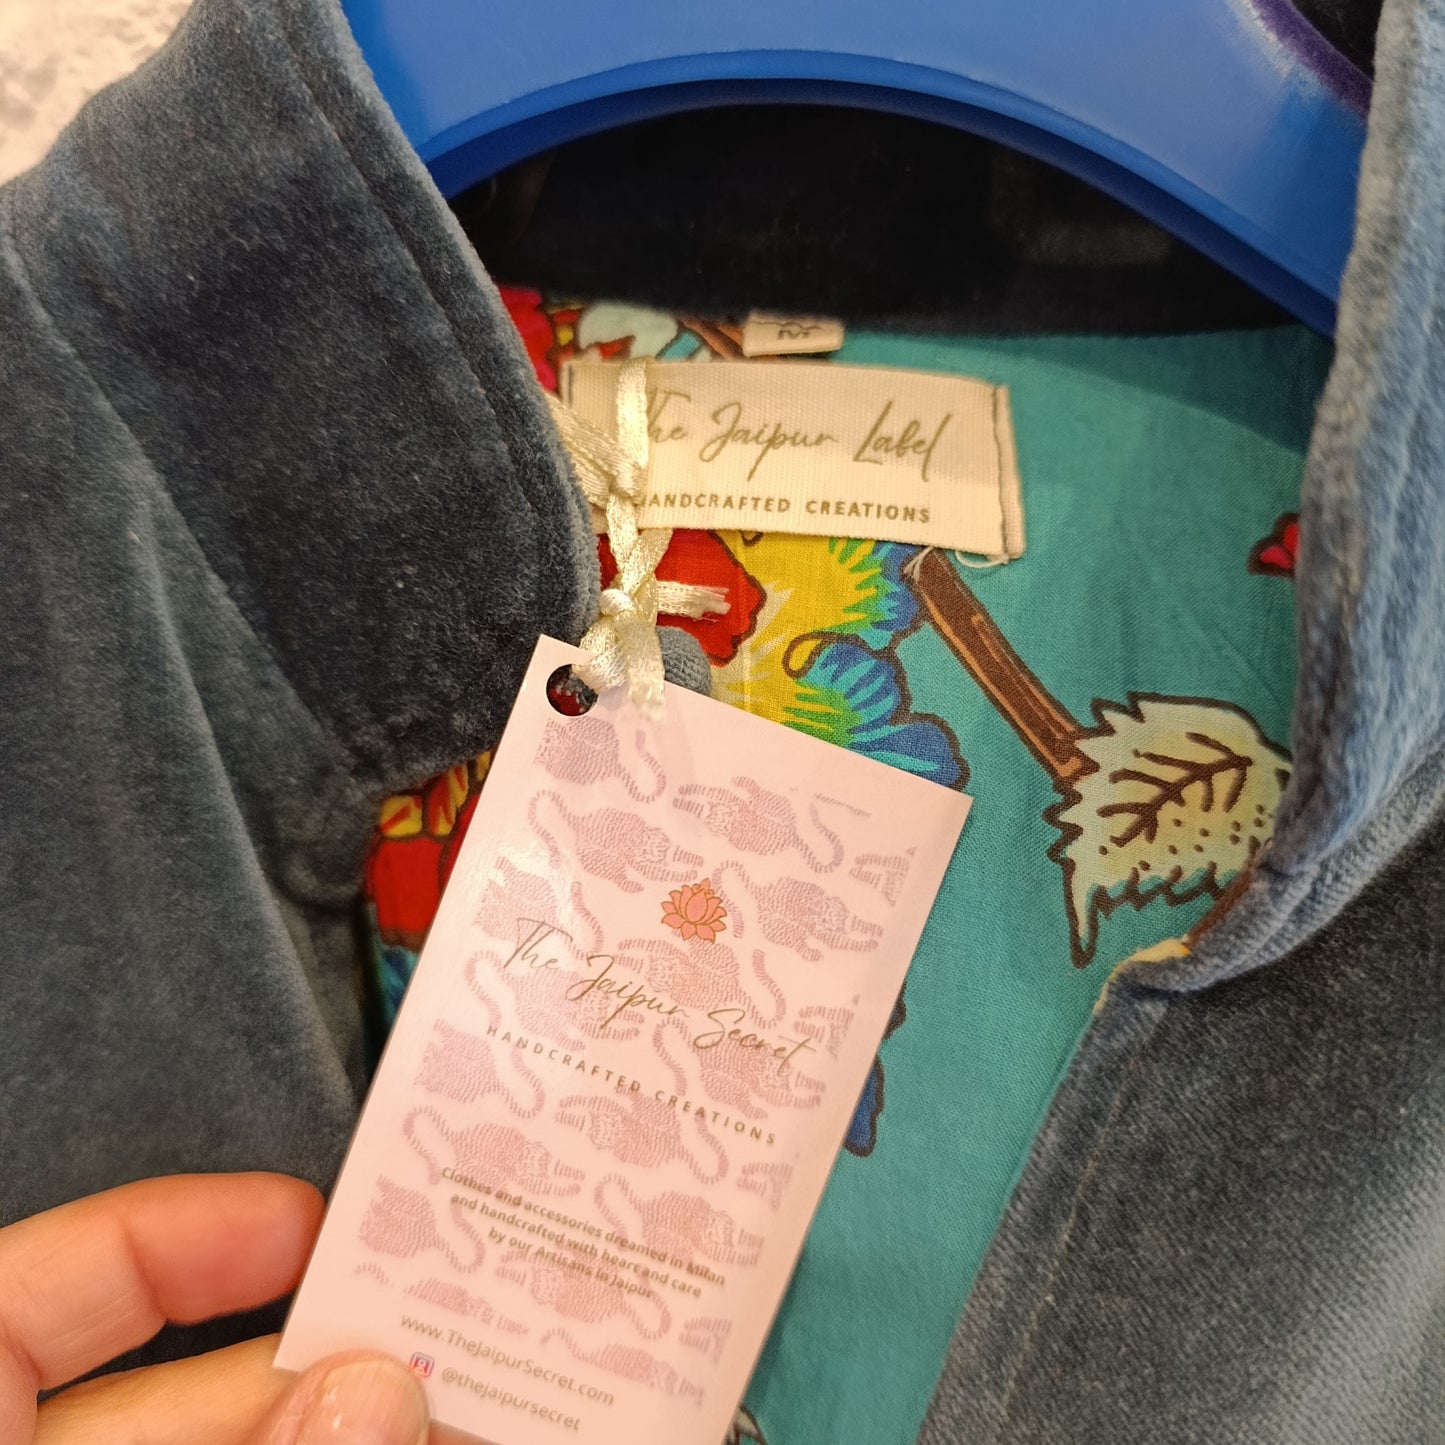 M
The Jaipur Label
HANDCRAFTED CREATIONS
The Jaipur Secret
HANDCRAFTED CREATIONS
Clothes and accessories dreamed in Milan
and handcrafted with heart and care
by our Artisans in Jaipur.
www.TheJaipurSecret.com
@thejaipursecret